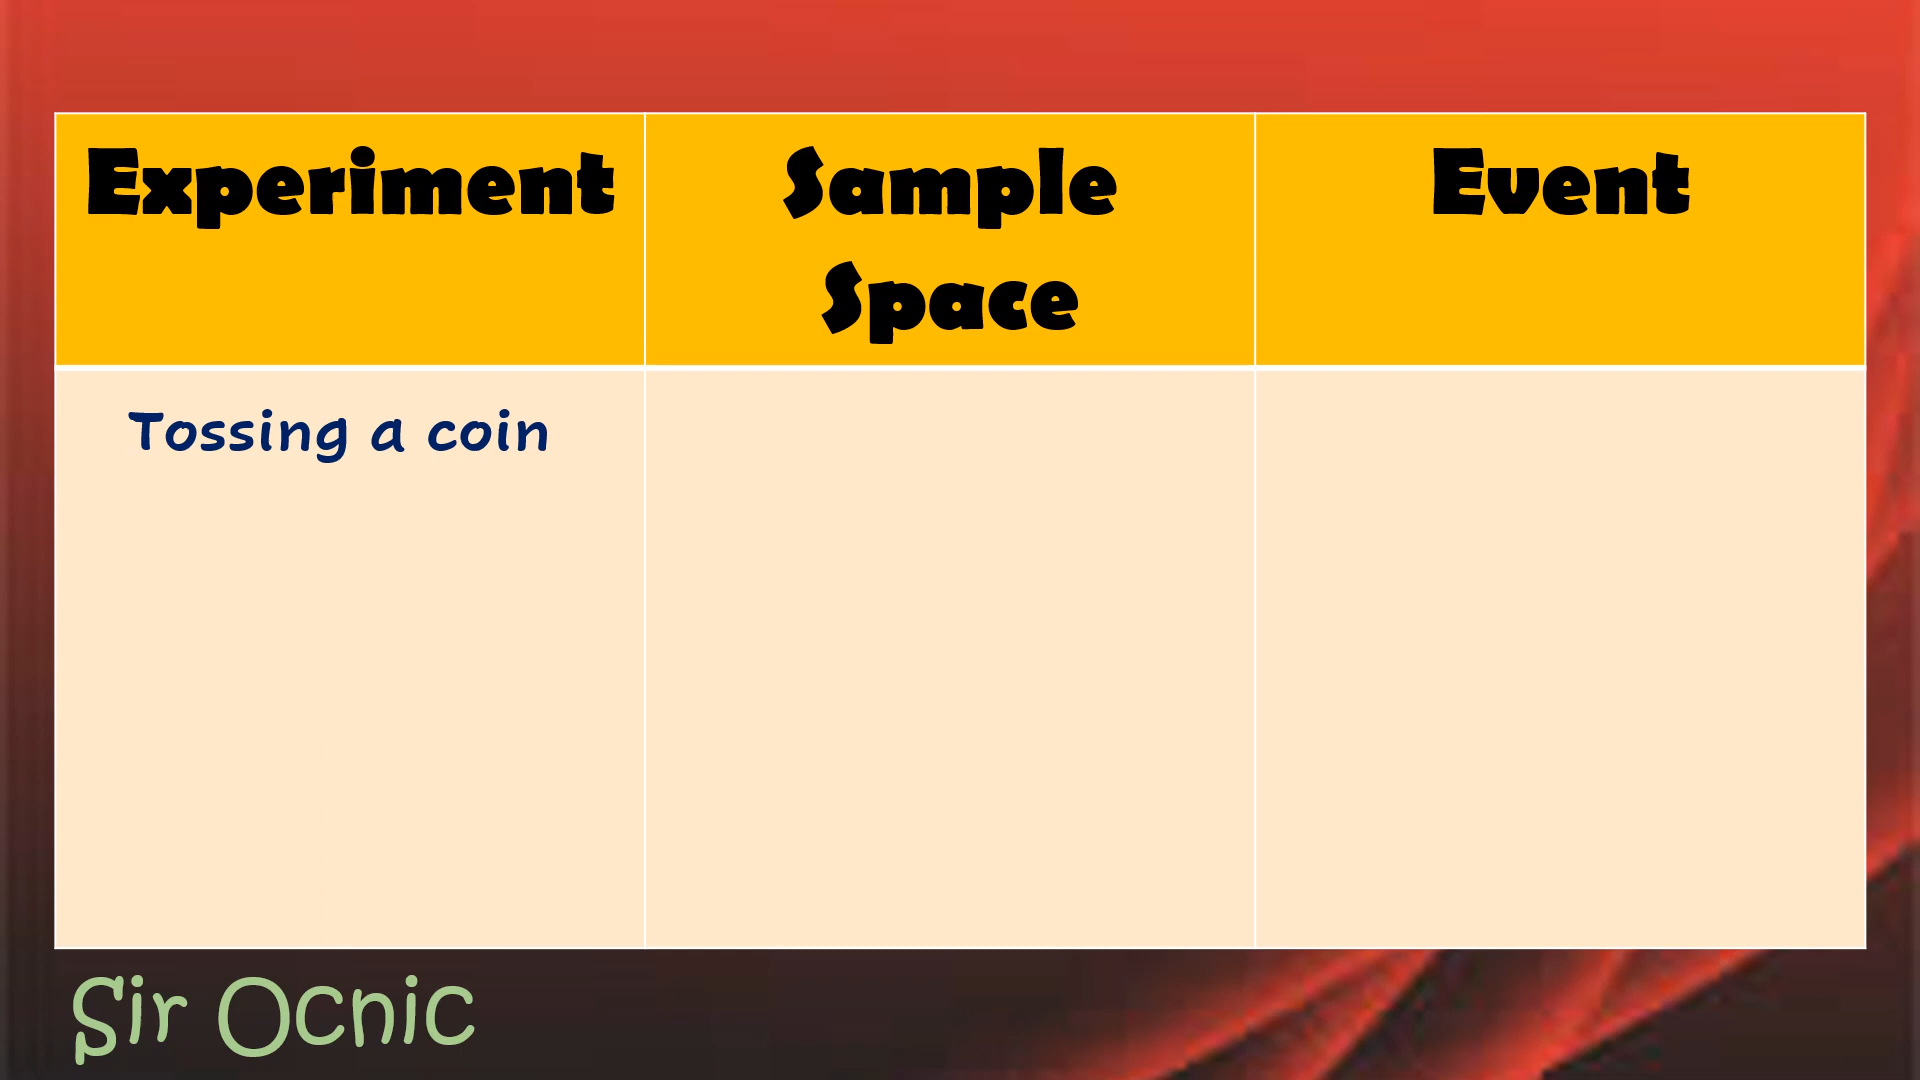 Experiment
Sample
Space
Event
Tossing a coin
Sir Ocnic